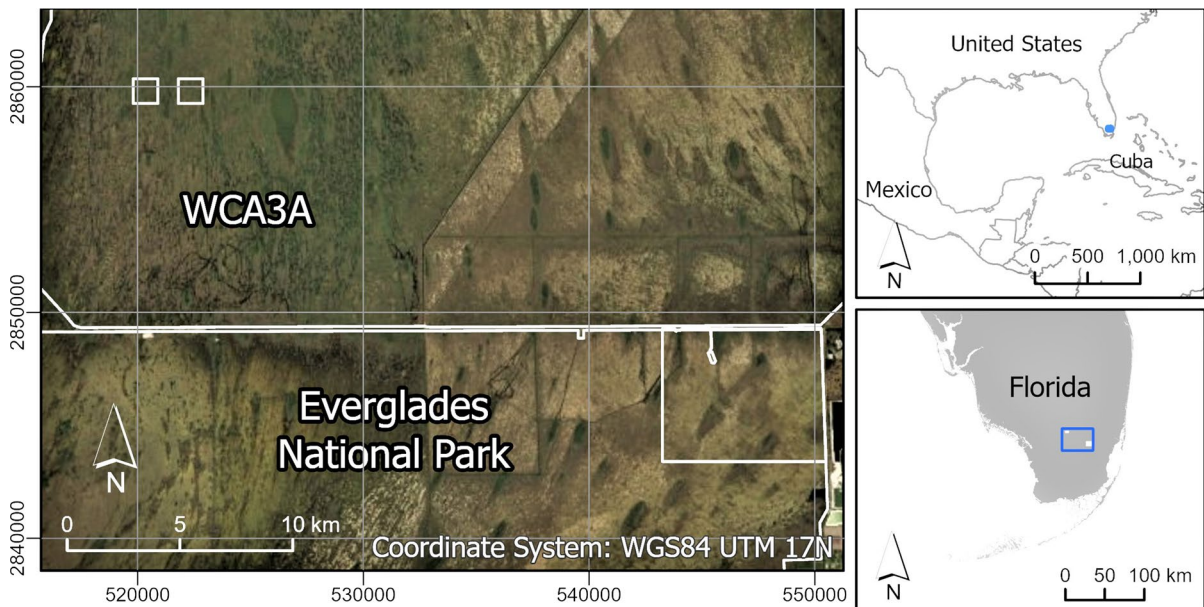 2860000
2850000
2840000
WCA3A
Everglades
National Park
N
0 5 10 km
Coordinate System: WGS84 UTM 17N
520000 530000 540000 550000
United States
Cuba
Mexico
N
0 500 1,000 km
Florida
N
0 50 100 km